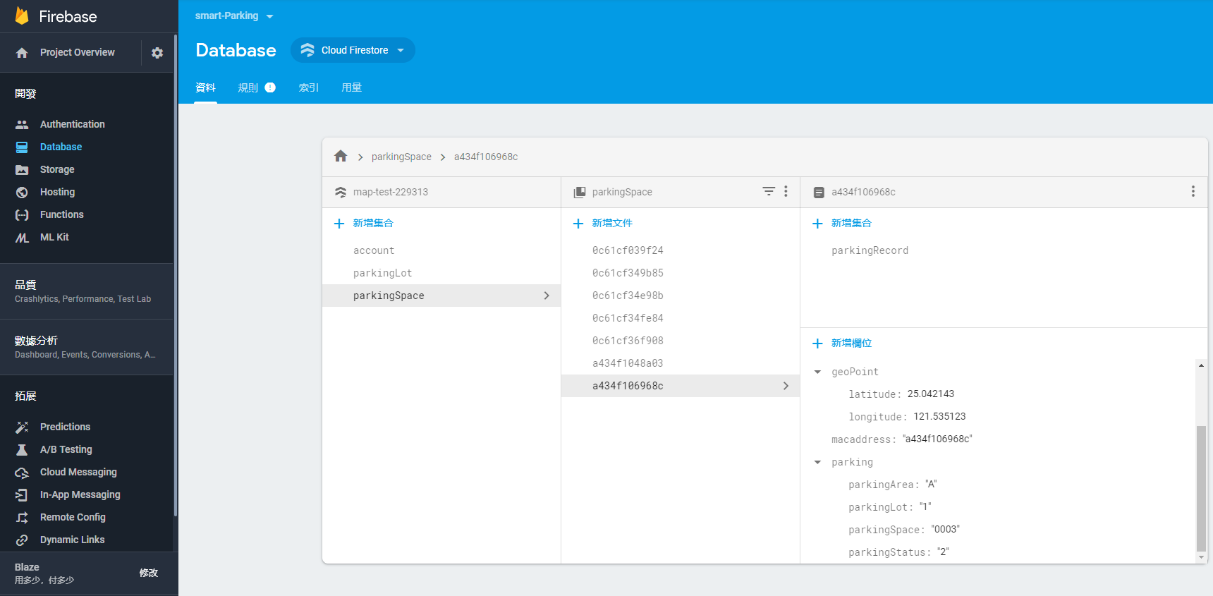 Firebase
Project Overview
開發
Authentication
Database
Storage
Hosting
Functions
ML Kit
品質
Crashlytics, Performance, Test Lab
數據分析
Dashboard, Events, Conversions, A...
拓展
Predictions
A/B Testing
Cloud Messaging
In-App Messaging
Remote Config
Dynamic Links
Blaze
用多少，付多少
修改
smart-Parking
Database
Cloud Firestore
資料 規則 索引 用量
parkingSpace > a434f106968c
map-test-229313
新增集合
account
parkingLot
parkingSpace
parkingSpace
新增文件
0c61cf039f24
0c61cf349b85
0c61cf34e98b
0c61cf34fe84
0c61cf36f908
a434f1048a03
a434f106968c
a434f106968c
新增集合
parkingRecord
新增欄位
geoPoint
latitude: 25.042143
longitude: 121.535123
macaddress: "a434f106968c"
parking
parkingArea: "A"
parkingLot: "1"
parkingSpace: "0003"
parkingStatus: "2"